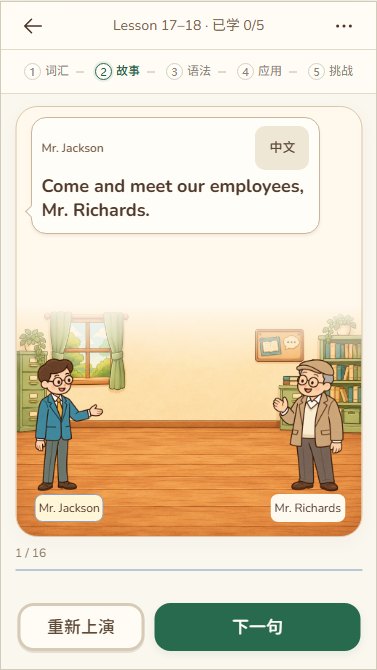 Lesson 17–18 · 已学 0/5
1 词汇 – 2 故事 – 3 语法 – 4 应用 – 5 挑战
Mr. Jackson
中文
Come and meet our employees,
Mr. Richards.
Mr. Jackson
Mr. Richards
1 / 16
重新上演
下一句